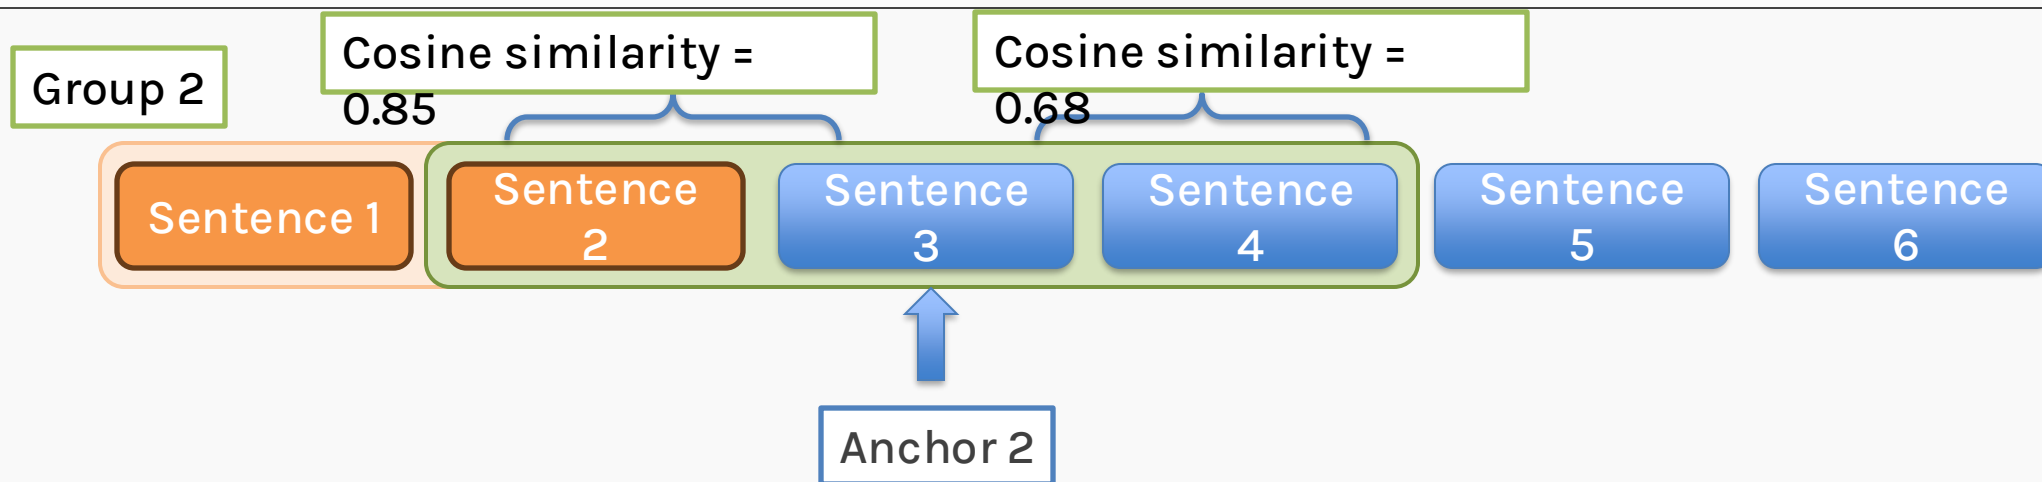 Group 2
Cosine similarity =
0.85
Cosine similarity =
0.68
Sentence 1
Sentence
2
Sentence
3
Sentence
4
Sentence
5
Sentence
6
Anchor 2